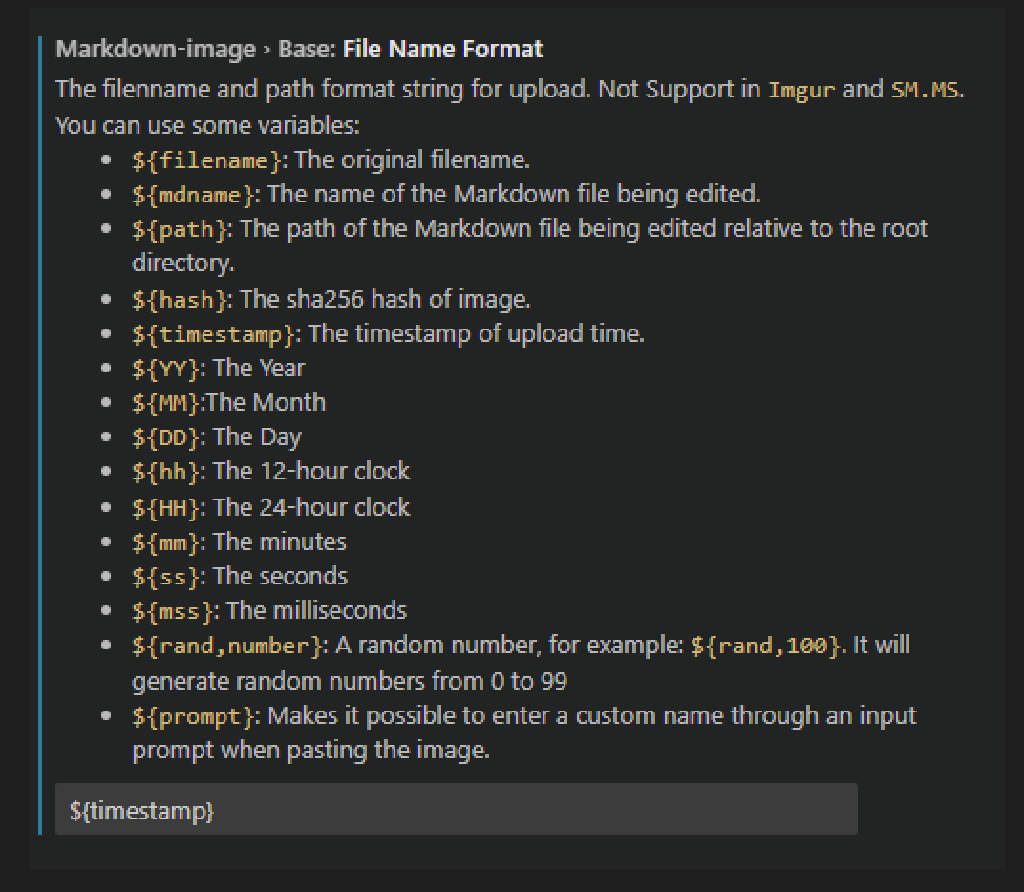 Markdown-image › Base: File Name Format
The filenname and path format string for upload. Not Support in Imgur and SM.MS.
You can use some variables:
• ${filename}: The original filename.
• ${mdname}: The name of the Markdown file being edited.
• ${path}: The path of the Markdown file being edited relative to the root
directory.
• ${hash}: The sha256 hash of image.
• ${timestamp}: The timestamp of upload time.
• ${YY}: The Year
• ${MM}:The Month
• ${DD}: The Day
• ${hh}: The 12-hour clock
• ${HH}: The 24-hour clock
• ${mm}: The minutes
• ${ss}: The seconds
• ${mss}: The milliseconds
• ${rand,number}: A random number, for example: ${rand,100}. It will
generate random numbers from 0 to 99
• ${prompt}: Makes it possible to enter a custom name through an input
prompt when pasting the image.
${timestamp}